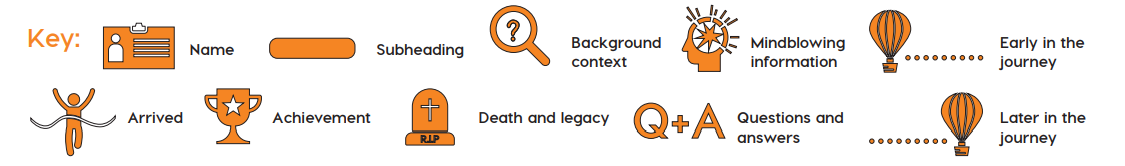 Key:
Name
Subheading
?
Background
context
Mindblowing
information
Early in the
journey
Arrived
Achievement
R.I.P
Death and legacy
Q+A
Questions and
answers
Later in the
journey